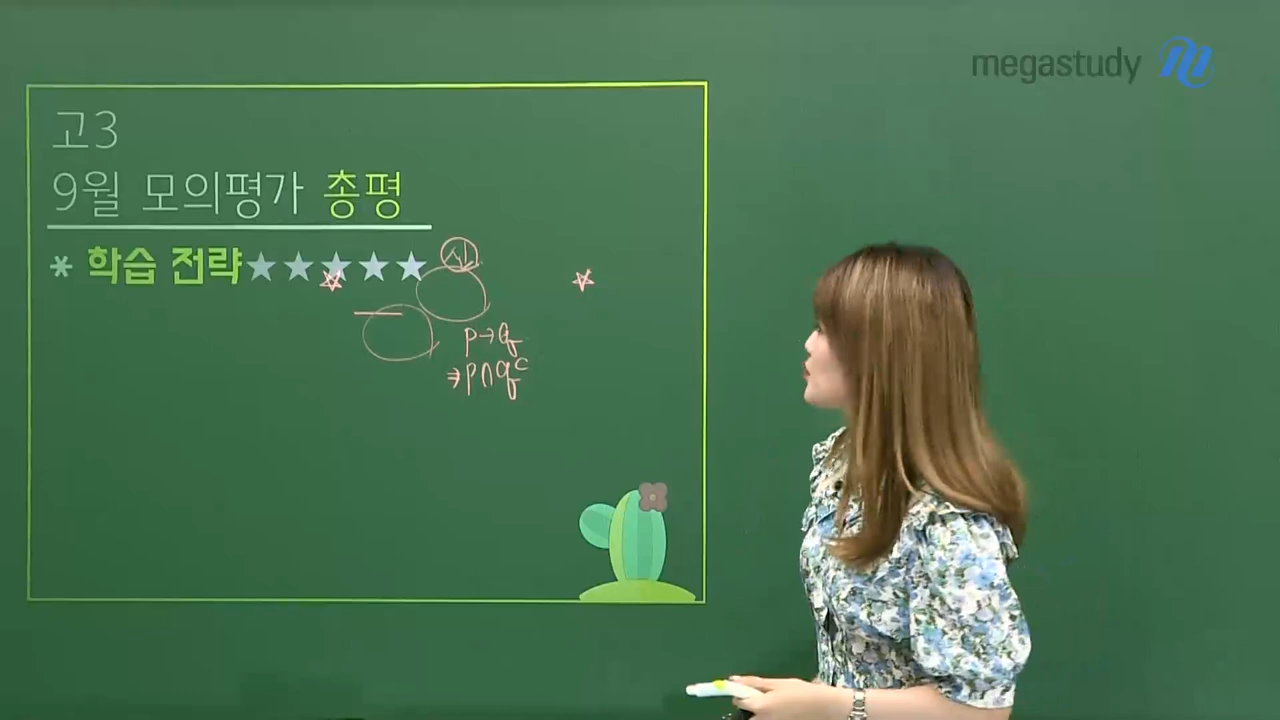 megastudy
고3
9월 모의평가 총평
* 학습 전략★★★★★
p→q
⇒p∩q^c